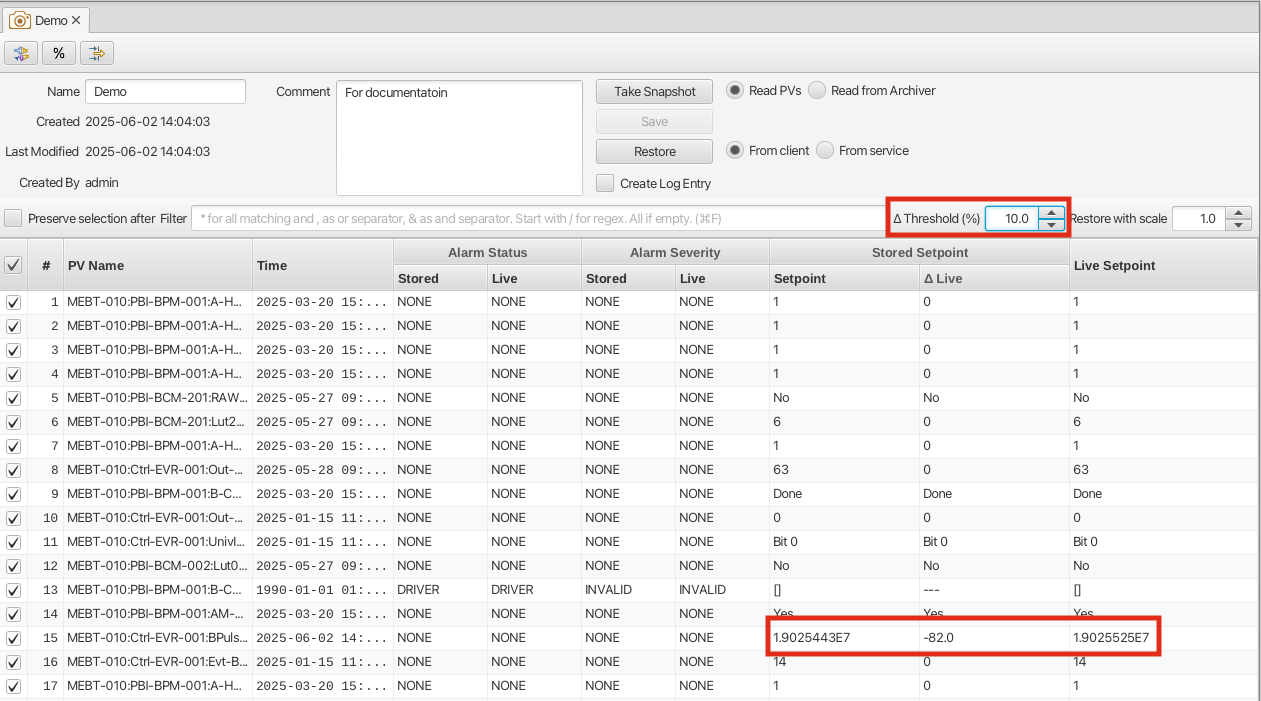 Demo
%
Name Demo Comment For documentatoin Take Snapshot Read PVs Read from Archiver
Created 2025-06-02 14:04:03 Save
Last Modified 2025-06-02 14:04:03 Restore From client From service
Created By admin Create Log Entry
Preserve selection after Filter * for all matching and , as or separator, & as and separator. Start with / for regex. All if empty. (⌘F) Δ Threshold (%) 10.0 Restore with scale 1.0
# PV Name Time Alarm Status Alarm Severity Stored Setpoint Live Setpoint
Stored Live Stored Live Setpoint Δ Live
1 MEBT-010:PBI-BPM-001:A-H... 2025-03-20 15:... NONE NONE NONE NONE 1 0 1
2 MEBT-010:PBI-BPM-001:A-H... 2025-03-20 15:... NONE NONE NONE NONE 1 0 1
3 MEBT-010:PBI-BPM-001:A-H... 2025-03-20 15:... NONE NONE NONE NONE 1 0 1
4 MEBT-010:PBI-BPM-001:A-H... 2025-03-20 15:... NONE NONE NONE NONE 1 0 1
5 MEBT-010:PBI-BCM-201:RAW... 2025-05-27 09:... NONE NONE NONE NONE No No No
6 MEBT-010:PBI-BCM-201:Lut2... 2025-05-27 09:... NONE NONE NONE NONE 6 0 6
7 MEBT-010:PBI-BPM-001:A-H... 2025-03-20 15:... NONE NONE NONE NONE 1 0 1
8 MEBT-010:Ctrl-EVR-001:Out-... 2025-05-28 09:... NONE NONE NONE NONE 63 0 63
9 MEBT-010:PBI-BPM-001:B-C... 2025-03-20 15:... NONE NONE NONE NONE Done Done Done
10 MEBT-010:Ctrl-EVR-001:Out-... 2025-01-15 11:... NONE NONE NONE NONE 0 0 0
11 MEBT-010:Ctrl-EVR-001:UnivI... 2025-01-15 11:... NONE NONE NONE NONE Bit 0 Bit 0 Bit 0
12 MEBT-010:PBI-BCM-002:Lut0... 2025-05-27 09:... NONE NONE NONE NONE No No No
13 MEBT-010:PBI-BPM-001:B-C... 1990-01-01 01:... DRIVER DRIVER INVALID INVALID [] --- []
14 MEBT-010:PBI-BPM-001:AM-... 2025-03-20 15:... NONE NONE NONE NONE Yes Yes Yes
15 MEBT-010:Ctrl-EVR-001:BPuls... 2025-06-02 14:... NONE NONE NONE NONE 1.9025443E7 -82.0 1.9025525E7
16 MEBT-010:Ctrl-EVR-001:Evt-B... 2025-01-15 11:... NONE NONE NONE NONE 14 0 14
17 MEBT-010:PBI-BPM-001:A-H... 2025-03-20 15:... NONE NONE NONE NONE 1 0 1